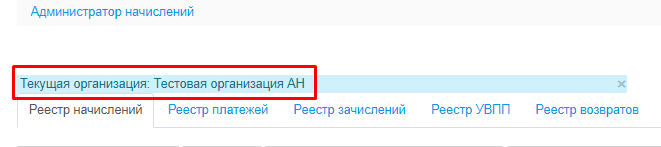 Администратор начислений
Текущая организация: Тестовая организация АН ×
Реестр начислений Реестр платежей Реестр зачислений Реестр УВПП Реестр возвратов